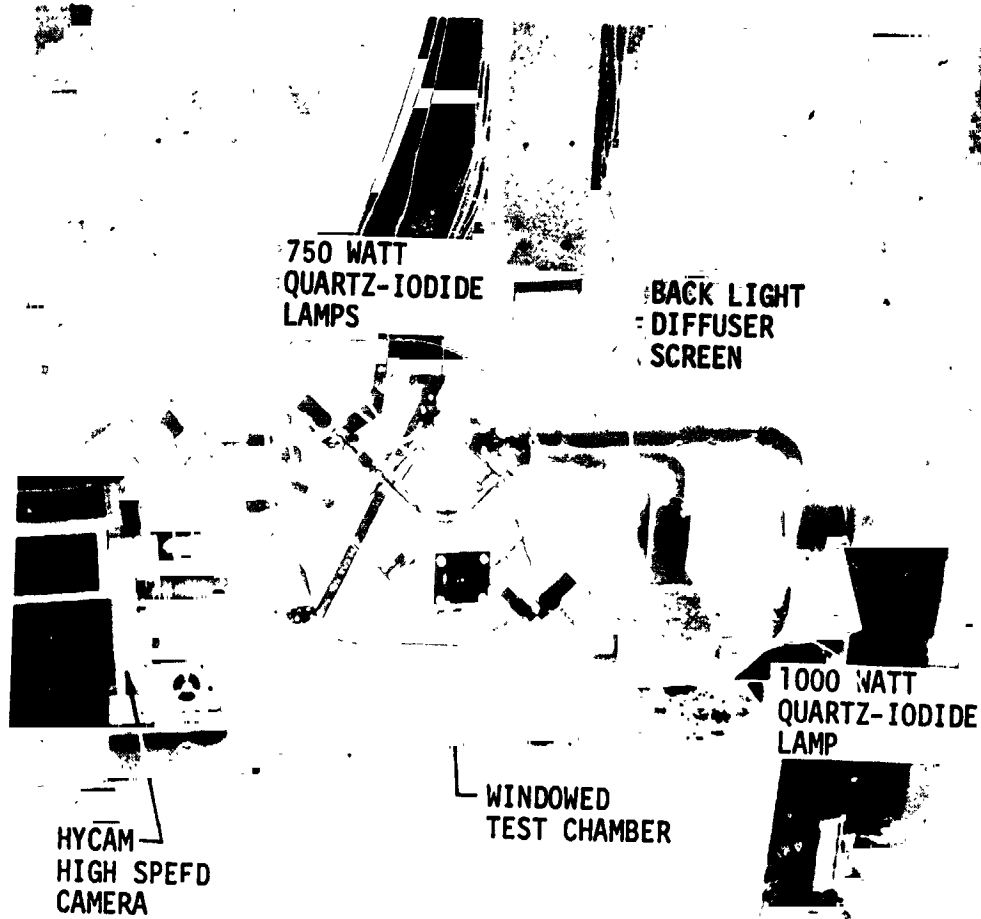 750 WATT
QUARTZ-IODIDE
LAMPS
BACK LIGHT
DIFFUSER
SCREEN
1000 WATT
QUARTZ-IODIDE
LAMP
WINDOWED
TEST CHAMBER
HYCAM
HIGH SPEFD
CAMERA